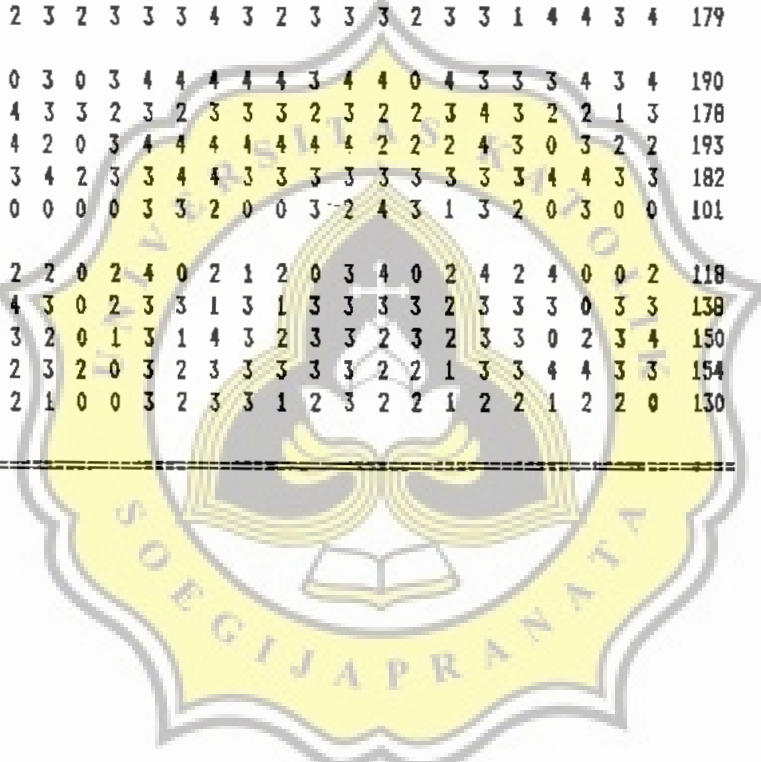 2 3 2 3 3 3 4 3 2 3 3 3 2 3 3 1 4 4 3 4 179
0 3 0 3 4 4 4 4 4 3 4 4 0 4 3 3 3 4 3 4 190
4 3 3 2 3 2 3 3 3 2 3 2 2 3 4 3 2 2 1 3 178
4 2 0 3 4 4 4 4 4 4 4 2 2 2 4 3 0 3 2 2 193
3 4 2 3 3 4 4 3 3 3 3 3 3 3 3 3 4 4 3 3 182
0 0 0 0 3 3 2 0 0 3 2 4 3 1 3 2 0 3 0 0 101
2 2 0 2 4 0 2 1 2 0 3 4 0 2 4 2 4 0 0 2 118
4 3 0 2 3 3 1 3 1 3 3 3 3 2 3 3 3 0 3 3 138
3 2 0 1 3 1 4 3 2 3 3 2 3 2 3 3 0 2 3 4 150
2 3 2 0 3 2 3 3 3 3 3 2 2 1 3 3 4 4 3 3 154
2 1 0 0 3 2 3 3 1 2 3 2 2 1 2 2 1 2 2 0 130
UNIVERSITAS KATOLIK
SOEGIJAPRANATA